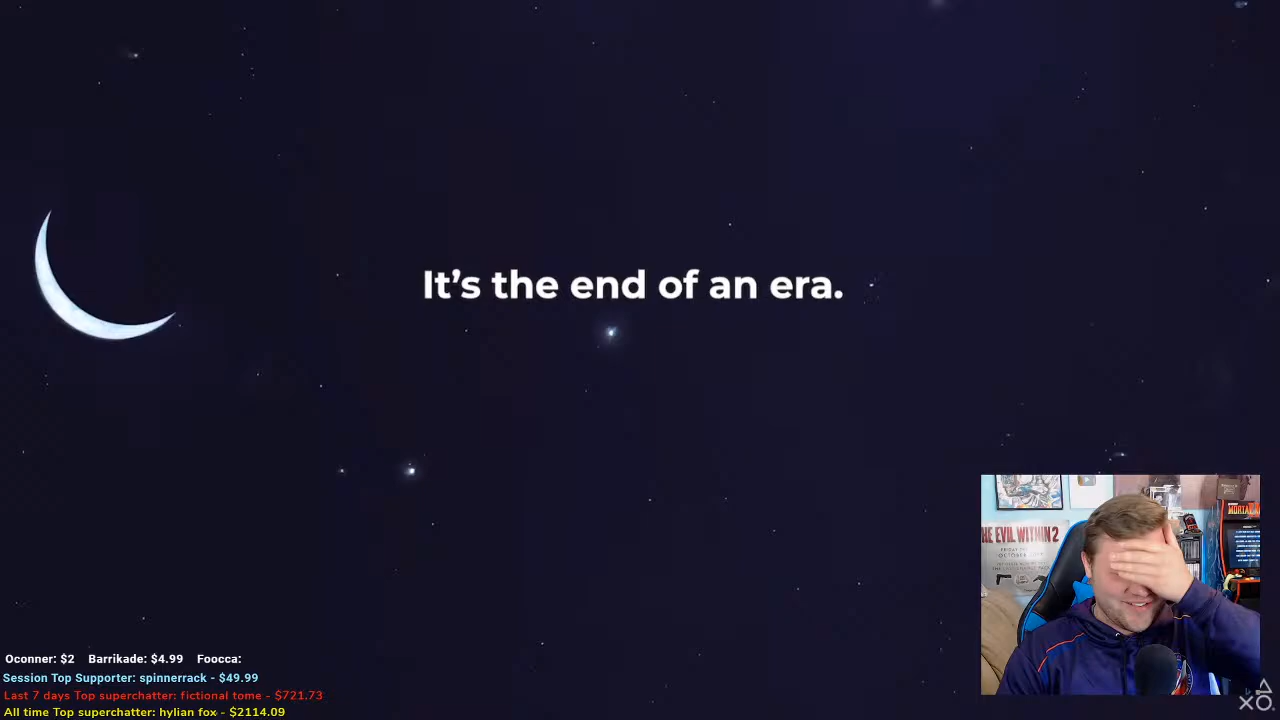 It's the end of an era.
THE EVIL WITHIN 2
OCTOBER
MORTAL
Oconner: $2 Barrikade: $4.99 Foocca:
Session Top Supporter: spinnerrack - $49.99
Last 7 days Top superchatter: fictional tome - $721.73
All time Top superchatter: hylian fox - $2114.09